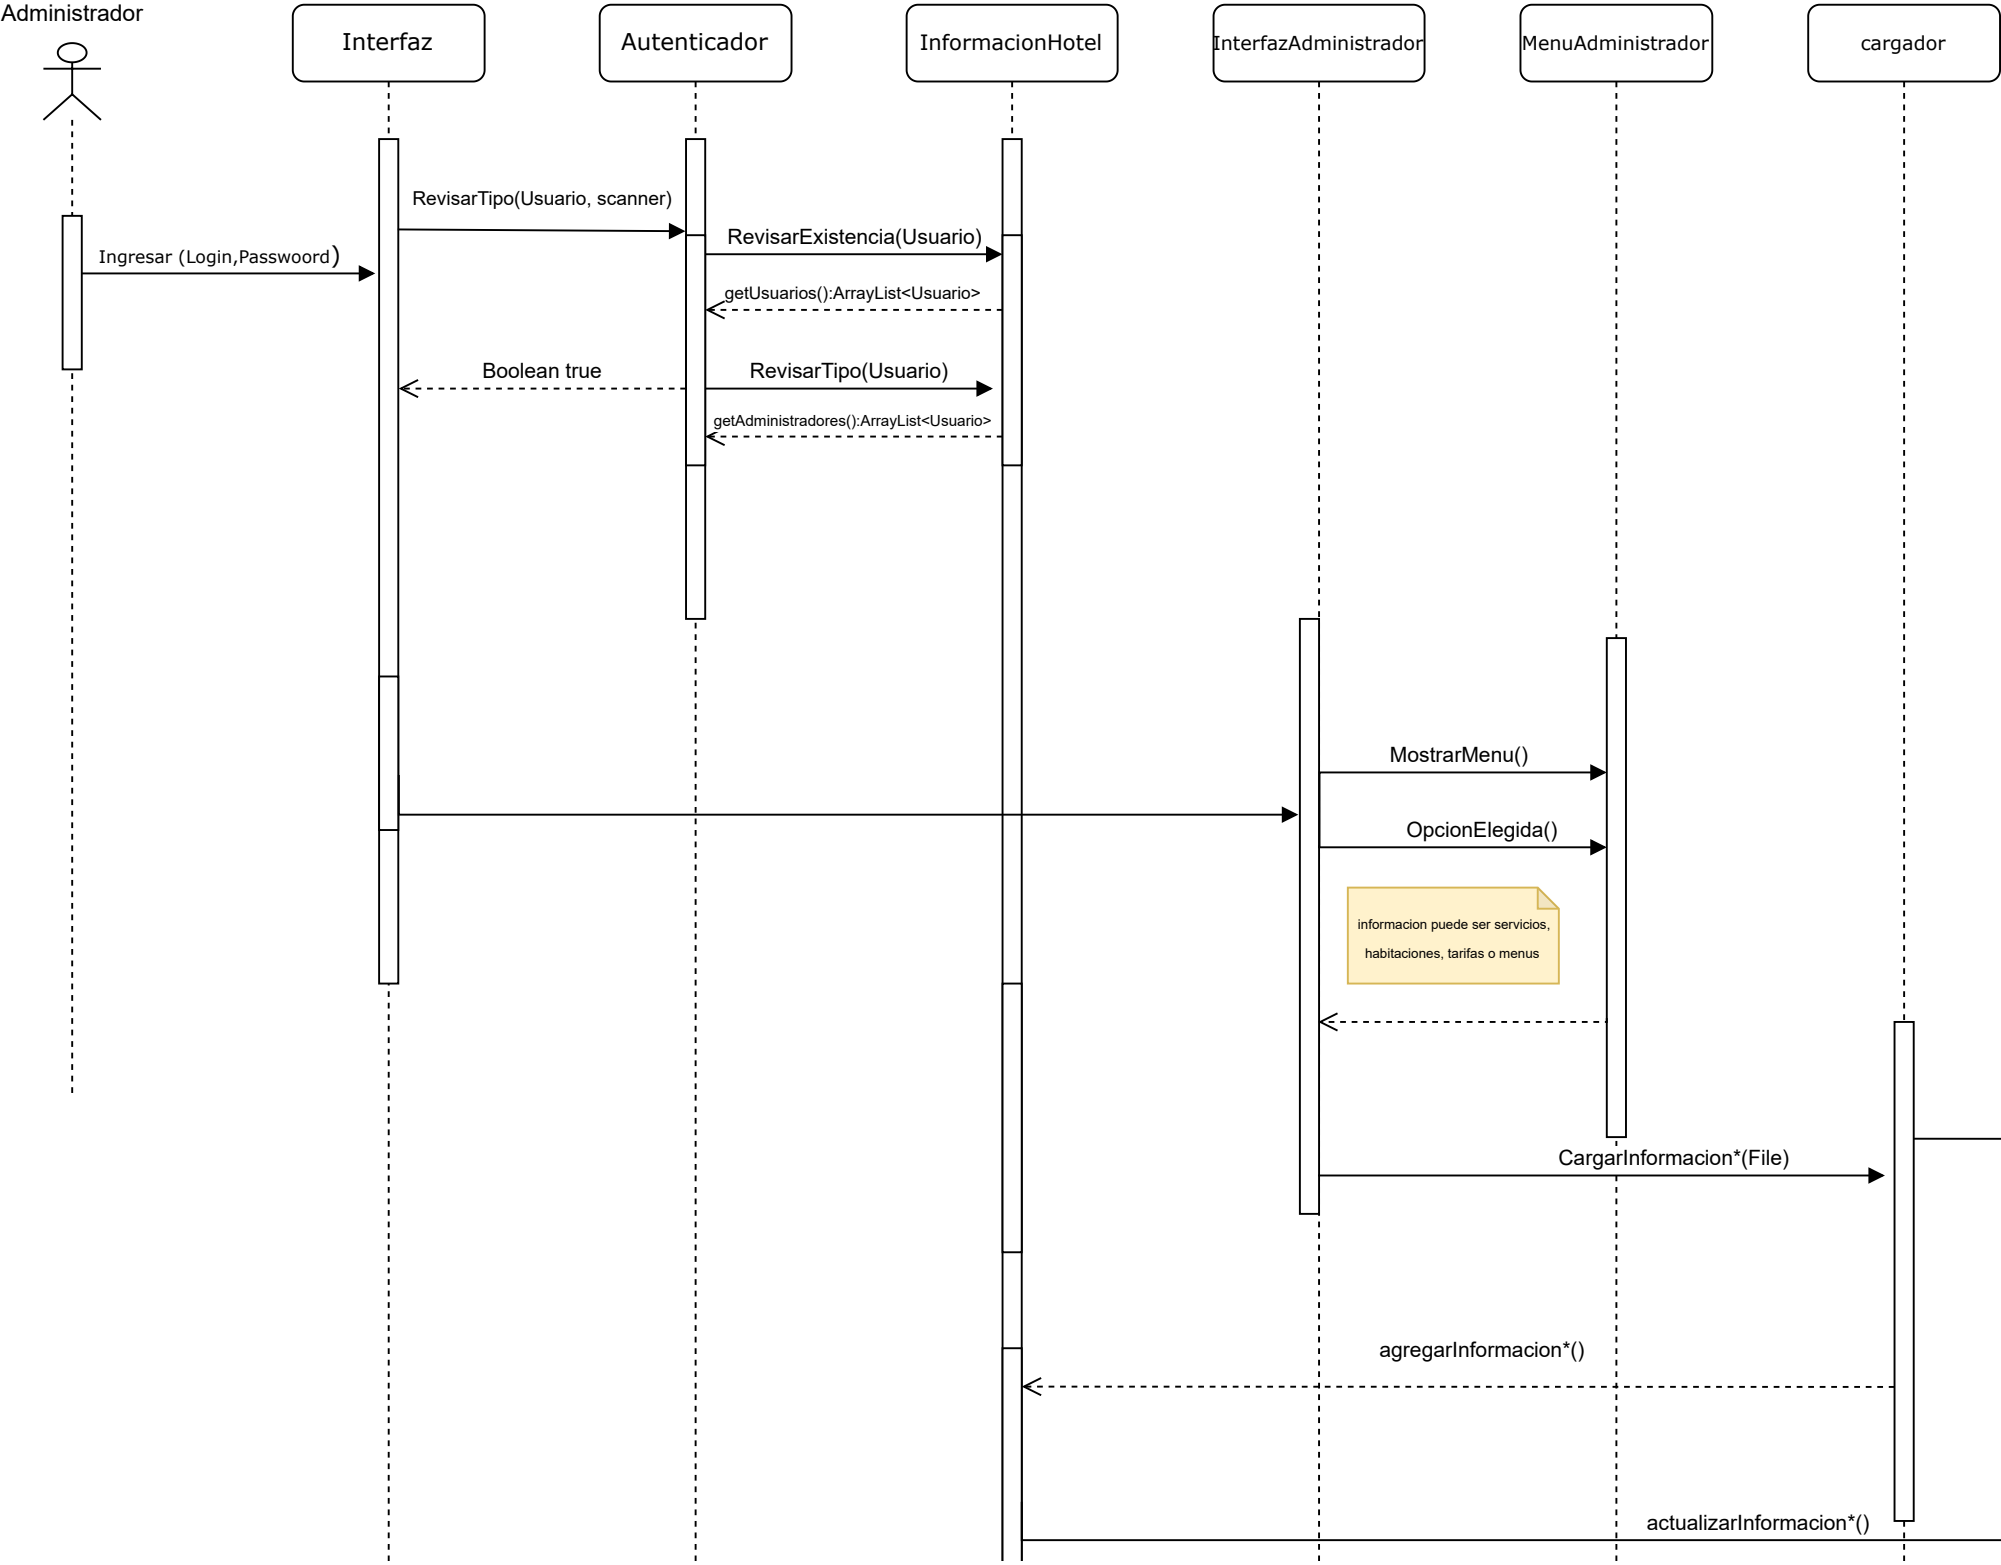 Administrador
Interfaz
Autenticador
InformacionHotel
InterfazAdministrador
MenuAdministrador
cargador
RevisarTipo(Usuario, scanner)
RevisarExistencia(Usuario)
Ingresar (Login,Passwoord)
getUsuarios():ArrayList<Usuario>
Boolean true
RevisarTipo(Usuario)
getAdministradores():ArrayList<Usuario>
MostrarMenu()
OpcionElegida()
informacion puede ser servicios,
habitaciones, tarifas o menus
CargarInformacion*(File)
agregarInformacion*()
actualizarInformacion*()